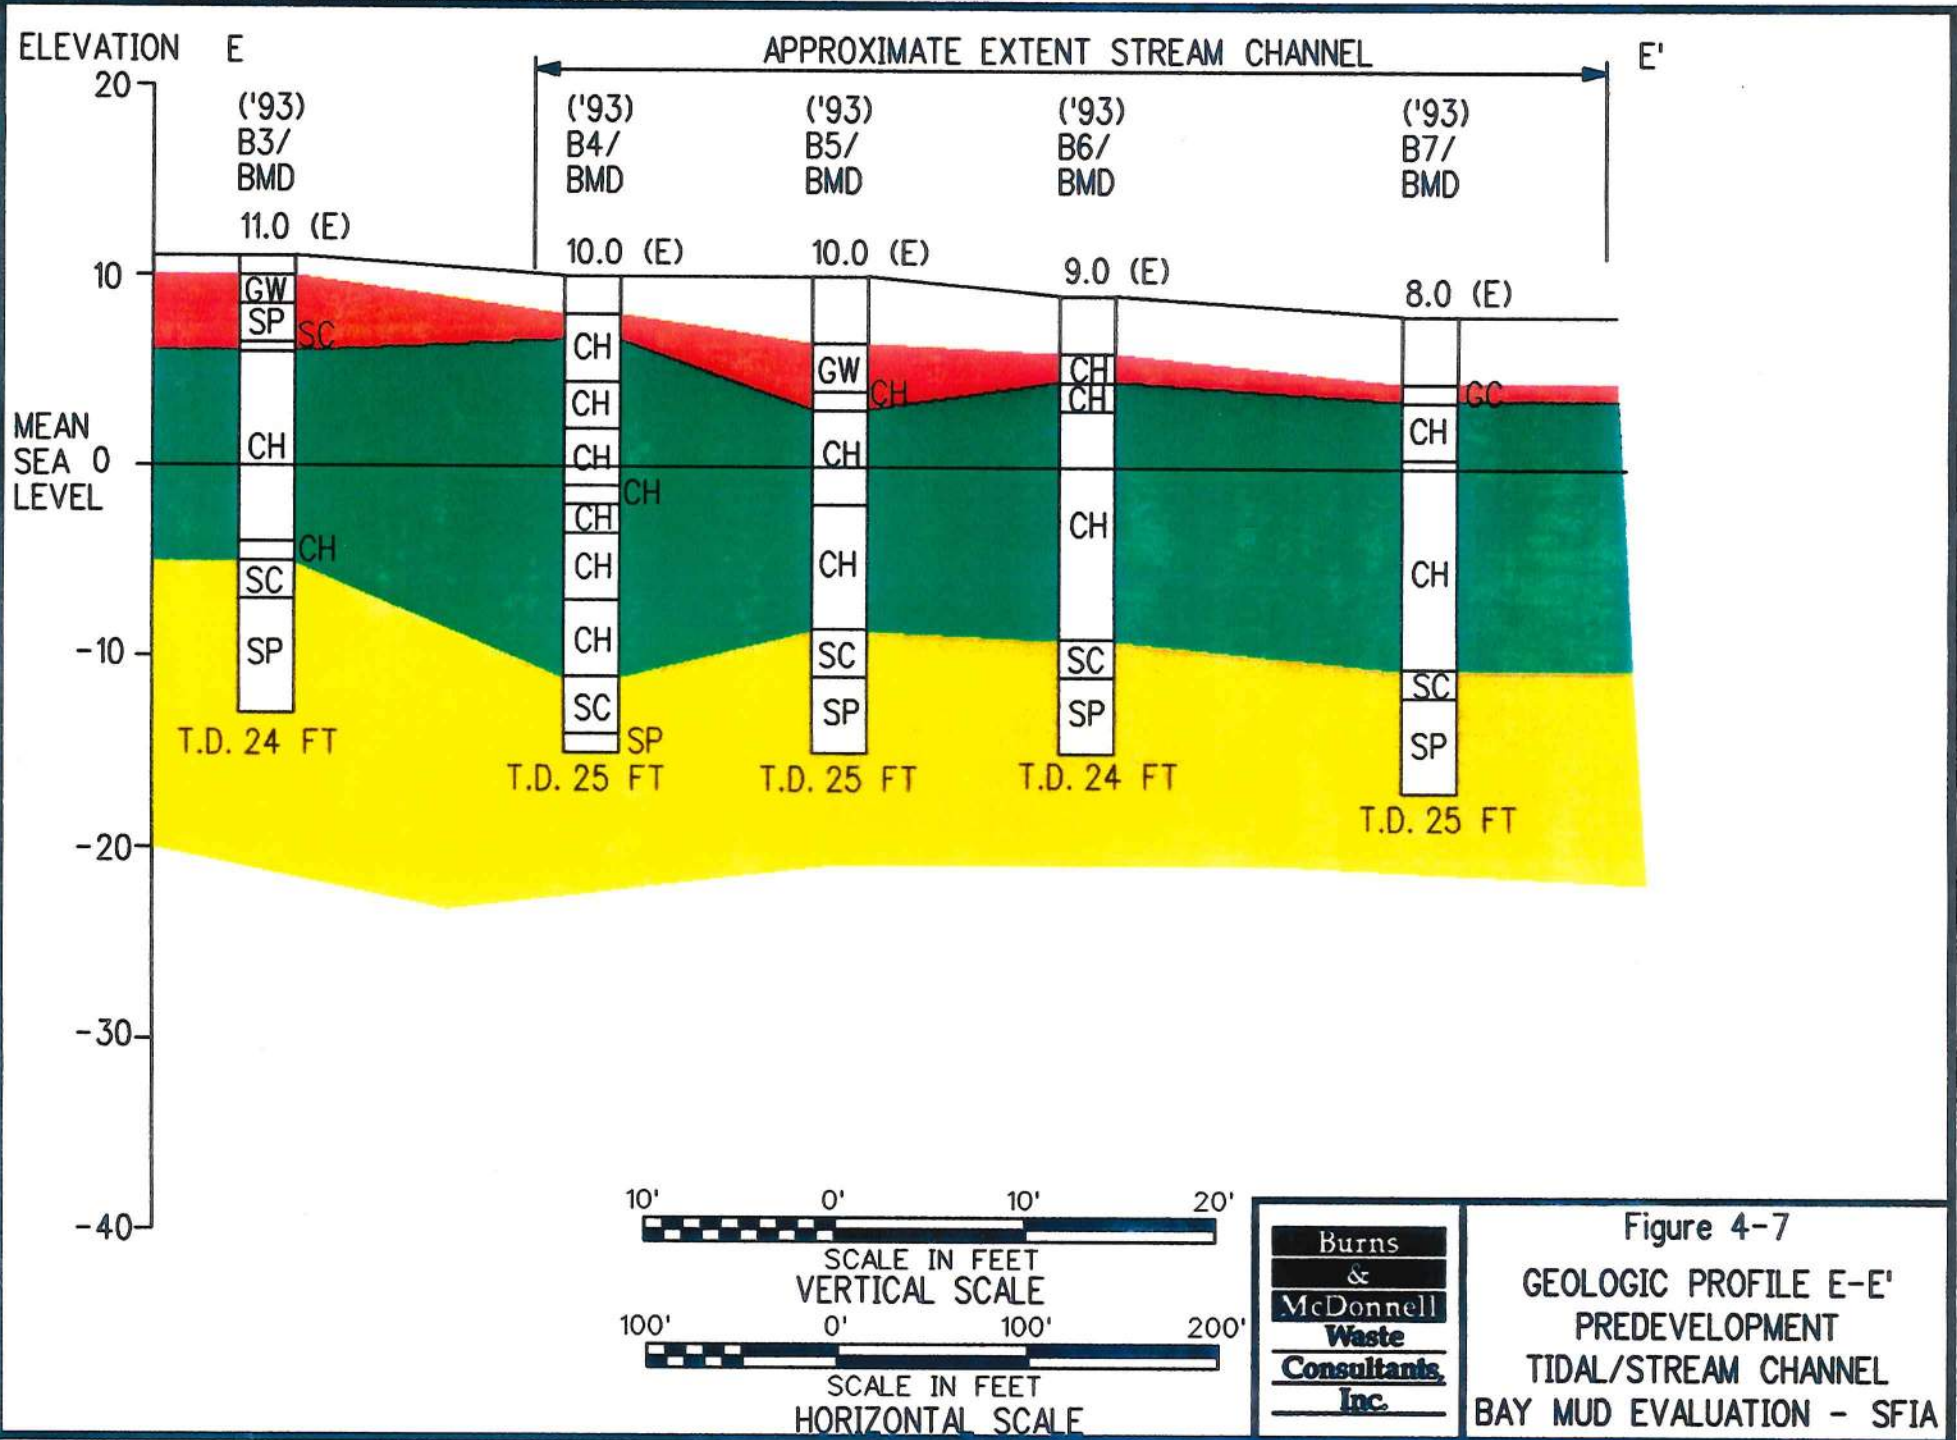 ELEVATION E
APPROXIMATE EXTENT STREAM CHANNEL
E'
20
('93)
B3/
BMD
11.0 (E)
('93)
B4/
BMD
10.0 (E)
('93)
B5/
BMD
10.0 (E)
('93)
B6/
BMD
9.0 (E)
('93)
B7/
BMD
8.0 (E)
10
MEAN
SEA 0
LEVEL
-10
-20
-30
-40
GW
SP
SC
CH
CH
SC
SP
T.D. 24 FT
CH
CH
CH
CH
CH
CH
CH
SC
SP
T.D. 25 FT
GW
CH
CH
CH
SC
SP
T.D. 25 FT
CH
CH
CH
SC
SP
T.D. 24 FT
GC
CH
CH
SC
SP
T.D. 25 FT
10' 0' 10' 20'
SCALE IN FEET
VERTICAL SCALE
100' 0' 100' 200'
SCALE IN FEET
HORIZONTAL SCALE
Burns
&
McDonnell
Waste
Consultants,
Inc.
Figure 4-7
GEOLOGIC PROFILE E-E'
PREDEVELOPMENT
TIDAL/STREAM CHANNEL
BAY MUD EVALUATION - SFIA